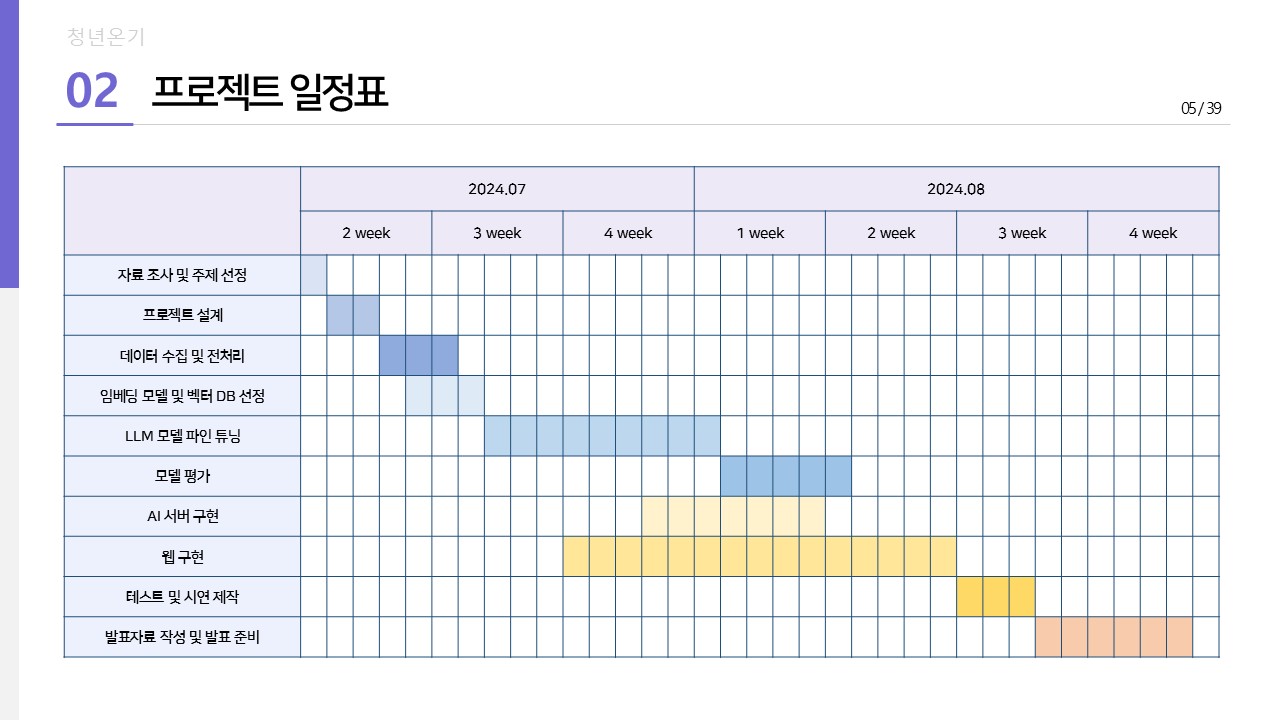 청년온기
02 프로젝트 일정표
05 / 39
2024.07 2024.08
2 week 3 week 4 week 1 week 2 week 3 week 4 week
자료 조사 및 주제 선정
프로젝트 설계
데이터 수집 및 전처리
임베딩 모델 및 벡터 DB 선정
LLM 모델 파인 튜닝
모델 평가
AI 서버 구현
웹 구현
테스트 및 시연 제작
발표자료 작성 및 발표 준비